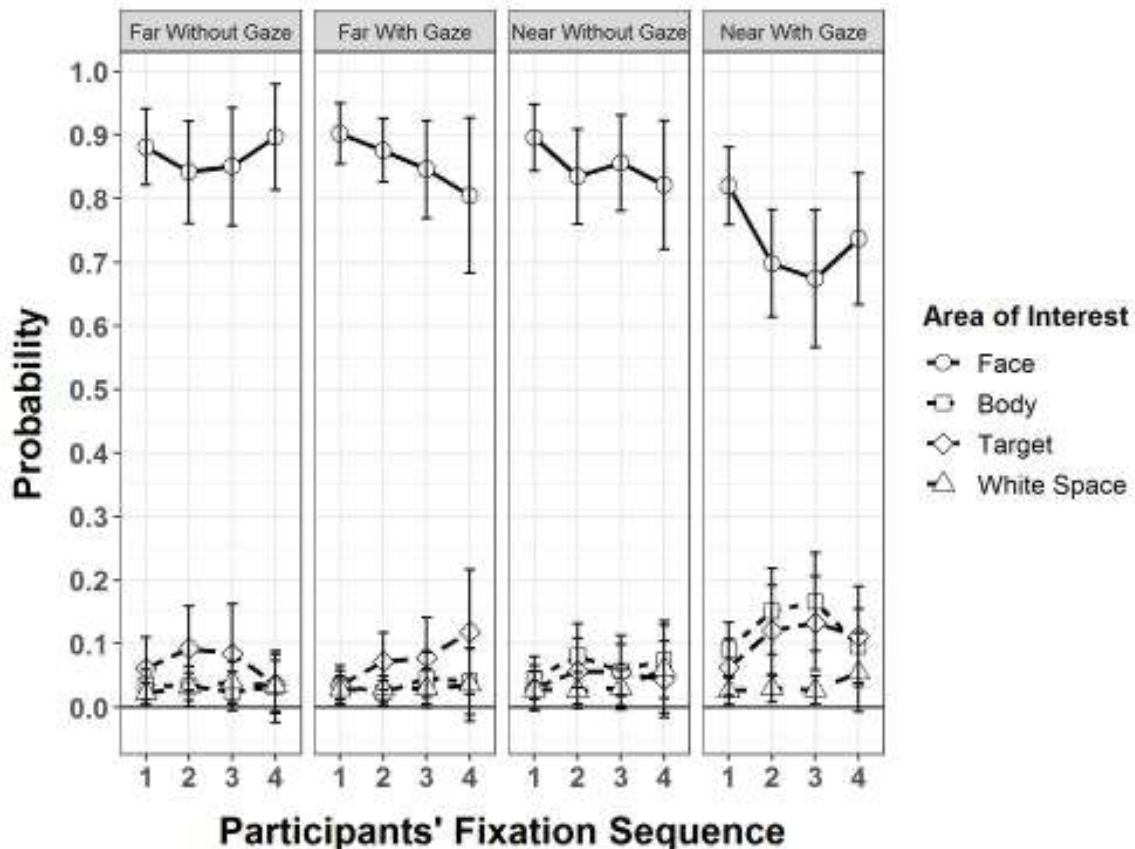 Far Without Gaze
Far With Gaze
Near Without Gaze
Near With Gaze
1.0
0.9
0.8
0.7
0.6
0.5
0.4
0.3
0.2
0.1
0.0
Probability
1 2 3 4
1 2 3 4
1 2 3 4
1 2 3 4
Participants' Fixation Sequence
Area of Interest
Face
Body
Target
White Space